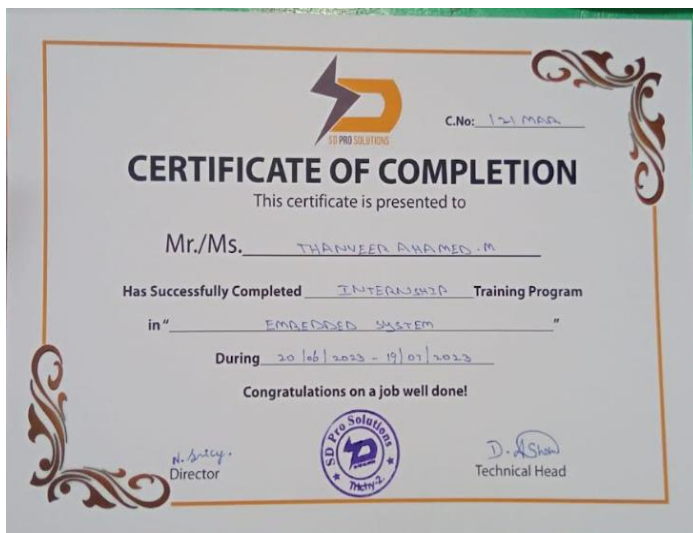 SD PRO SOLUTIONS
C.No: 121 MAA
CERTIFICATE OF COMPLETION
This certificate is presented to
Mr./Ms. THANVEER AHAMED.M
Has Successfully Completed INTERNSHIP Training Program
in " EMBEDDED SYSTEM "
During 20/06/2023 - 19/07/2023
Congratulations on a job well done!
SD Pro Solutions
Trichy-2.
Director
D.
Technical Head